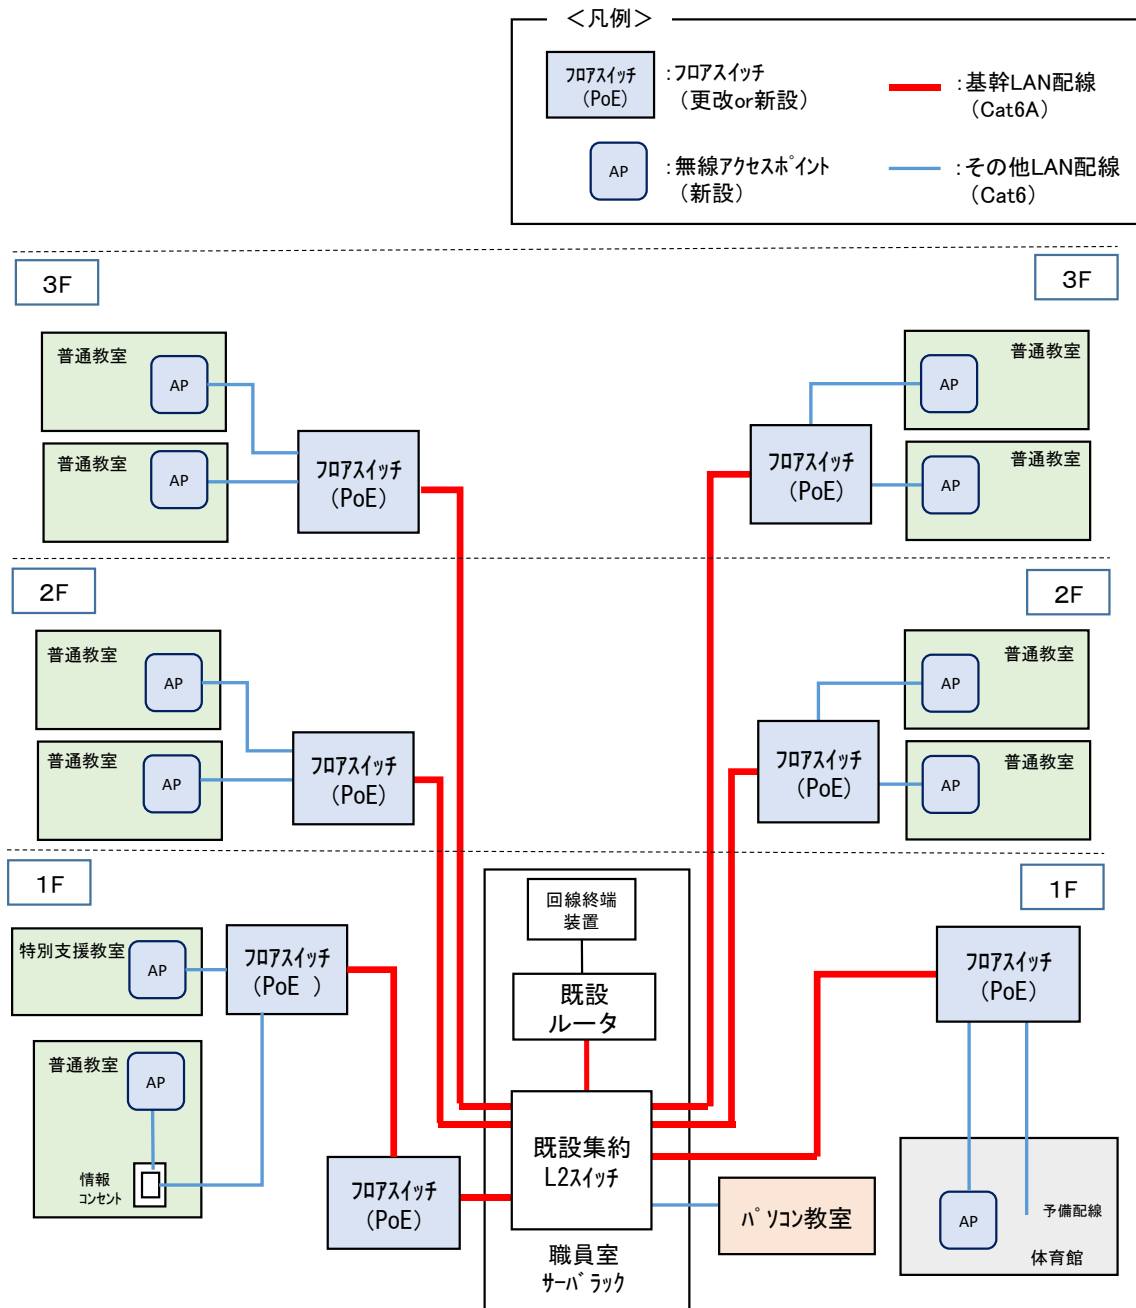 ＜凡例＞
ﾌﾛｱｽｲｯﾁ
(PoE)
：ﾌﾛｱｽｲｯﾁ
（更改or新設）
：基幹LAN配線
（Cat6A）
AP
：無線ｱｸｾｽﾎﾟｲﾝﾄ
（新設）
：その他LAN配線
（Cat6）
3F
3F
普通教室
AP
普通教室
AP
ﾌﾛｱｽｲｯﾁ
（PoE）
普通教室
AP
普通教室
AP
ﾌﾛｱｽｲｯﾁ
（PoE）
2F
2F
普通教室
AP
普通教室
AP
ﾌﾛｱｽｲｯﾁ
（PoE）
普通教室
AP
普通教室
AP
ﾌﾛｱｽｲｯﾁ
（PoE）
1F
1F
特別支援教室
AP
ﾌﾛｱｽｲｯﾁ
（PoE ）
普通教室
AP
情報
ｺﾝｾﾝﾄ
ﾌﾛｱｽｲｯﾁ
（PoE）
回線終端
装置
既設
ルータ
既設集約
L2ｽｲｯﾁ
職員室
ｻｰﾊﾞﾗｯｸ
ﾊﾟｿｺﾝ教室
ﾌﾛｱｽｲｯﾁ
（PoE）
AP
予備配線
体育館